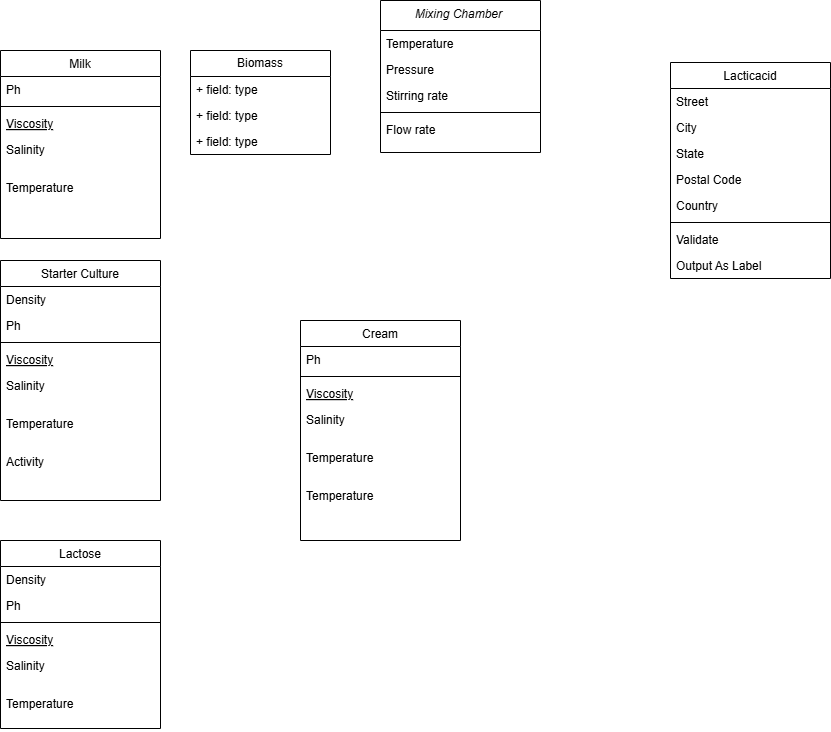 Milk
Ph
Viscosity
Salinity
Temperature
Biomass
+ field: type
+ field: type
+ field: type
Mixing Chamber
Temperature
Pressure
Stirring rate
Flow rate
Lacticacid
Street
City
State
Postal Code
Country
Validate
Output As Label
Starter Culture
Density
Ph
Viscosity
Salinity
Temperature
Activity
Cream
Ph
Viscosity
Salinity
Temperature
Temperature
Lactose
Density
Ph
Viscosity
Salinity
Temperature